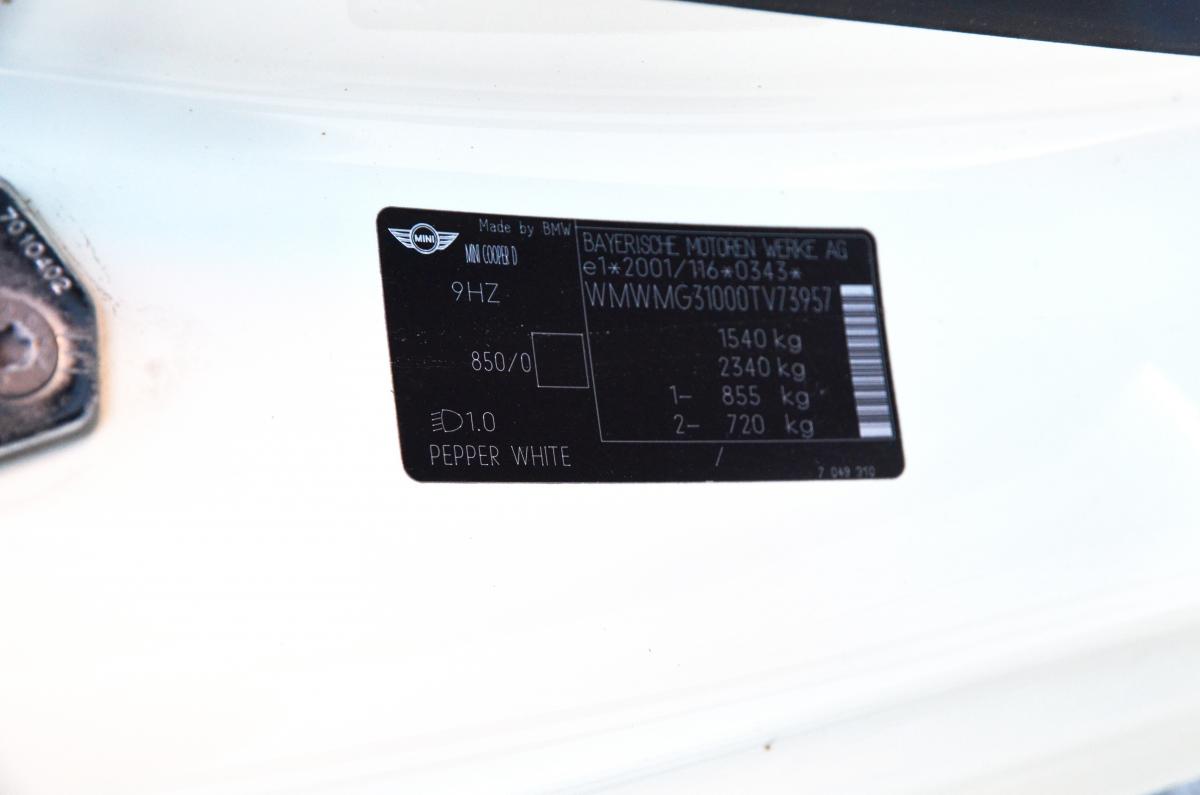 7010402
MINI
Made by BMW
MINI COOPER D
9HZ
850/0
1.0
PEPPER WHITE
BAYERISCHE MOTOREN WERKE AG
e1*2001/116*0343*
WMWMG31000TV73957
1540 kg
2340 kg
1- 855 kg
2- 720 kg
/
7 049 310